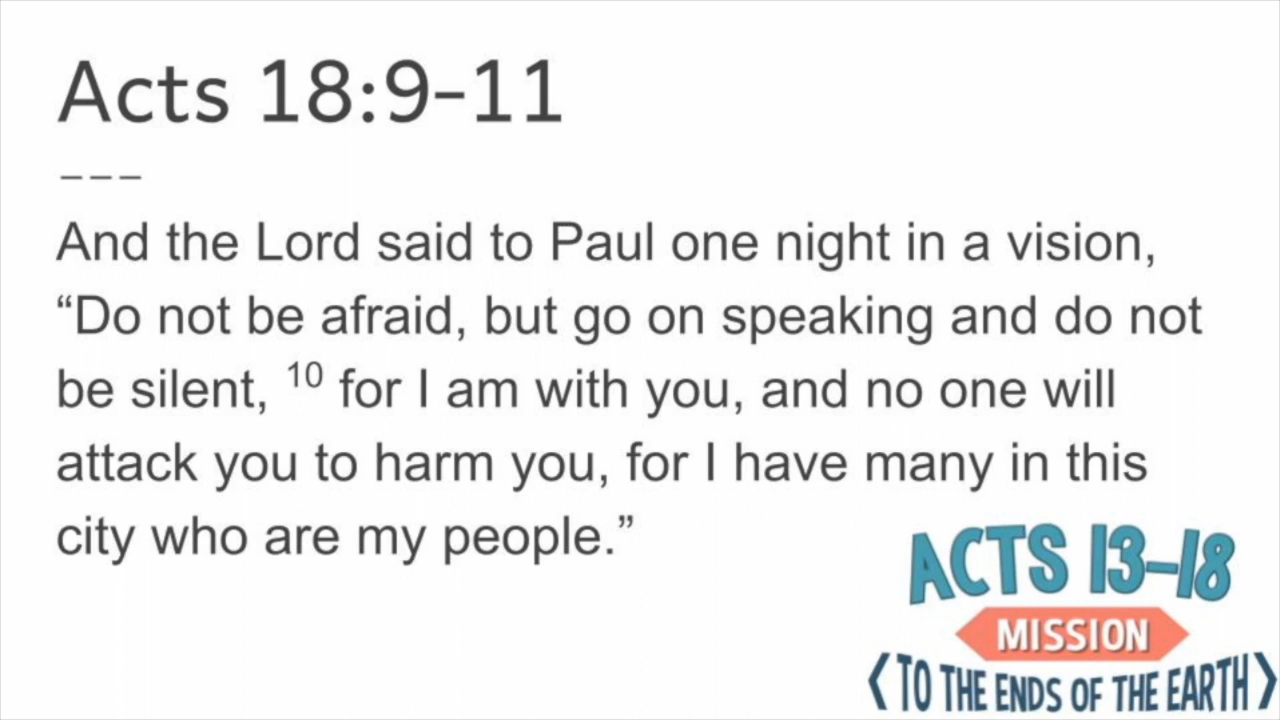 Acts 18:9-11
---
And the Lord said to Paul one night in a vision,
“Do not be afraid, but go on speaking and do not
be silent, ¹⁰ for I am with you, and no one will
attack you to harm you, for I have many in this
city who are my people.”
ACTS 13-18
MISSION
TO THE ENDS OF THE EARTH